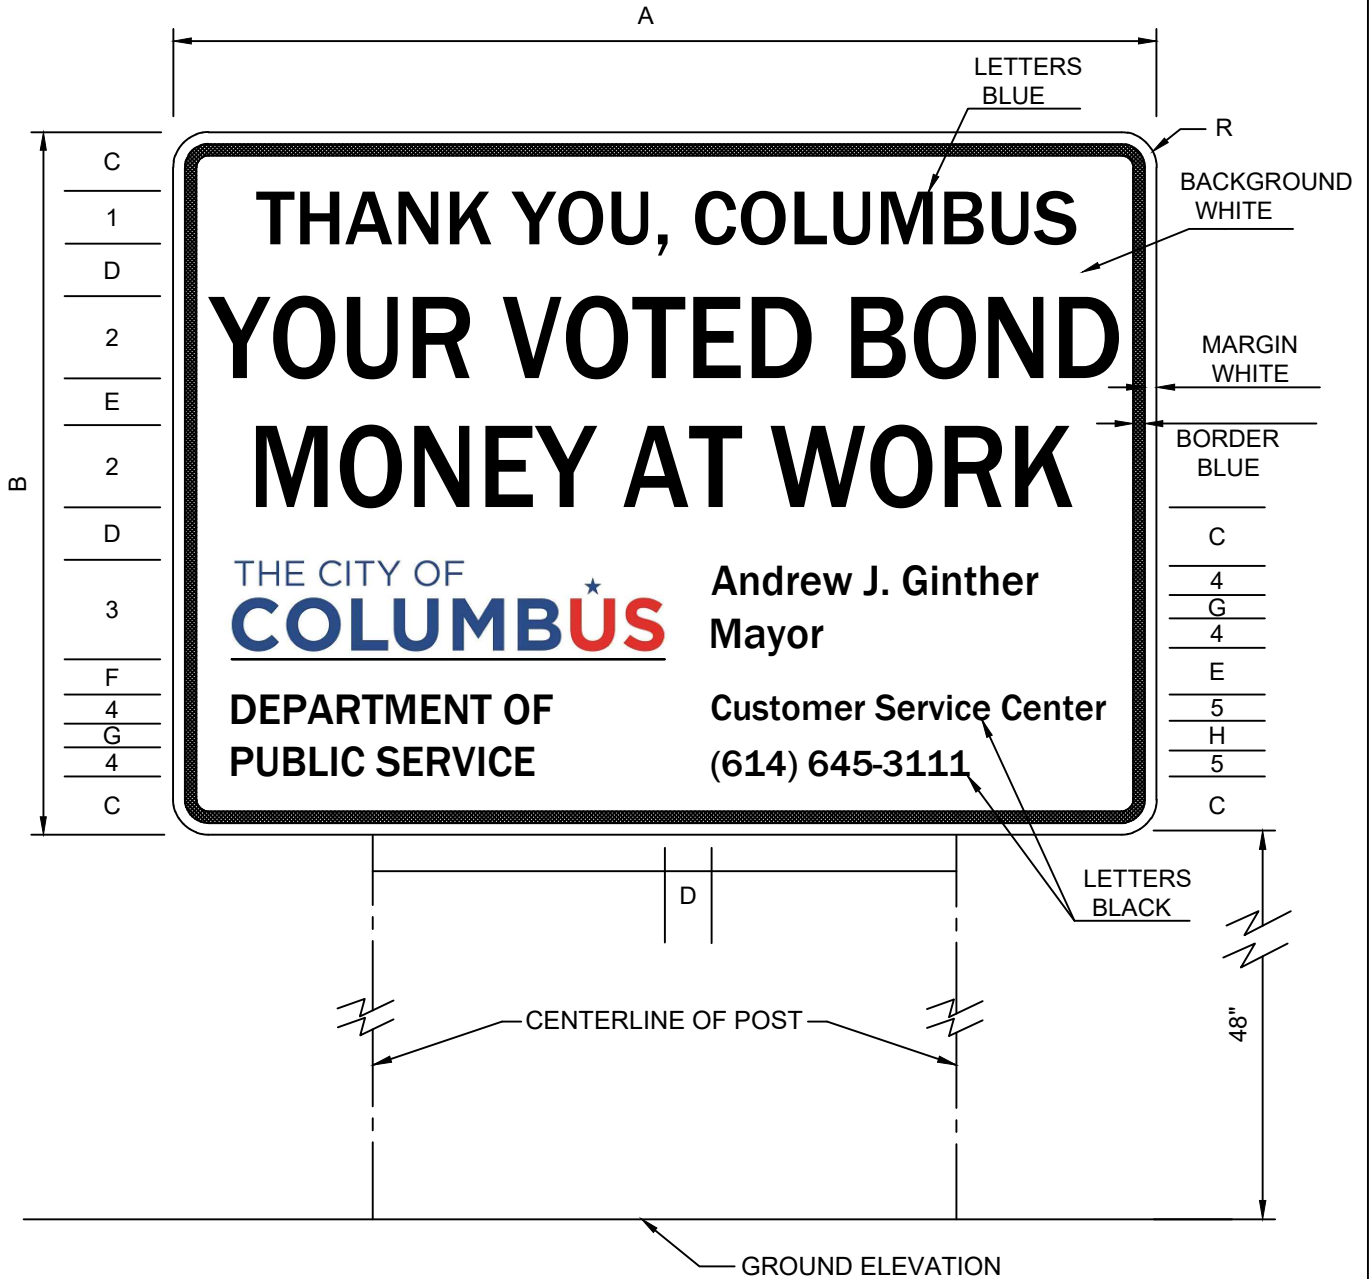 A
LETTERS
BLUE
R
BACKGROUND
WHITE
MARGIN
WHITE
BORDER
BLUE
B
C
1
D
2
E
2
D
3
F
4
G
4
C
THANK YOU, COLUMBUS
YOUR VOTED BOND
MONEY AT WORK
THE CITY OF
COLUMBUS
DEPARTMENT OF
PUBLIC SERVICE
Andrew J. Ginther
Mayor
Customer Service Center
(614) 645-3111
C
4
G
4
E
5
H
5
C
D
LETTERS
BLACK
CENTERLINE OF POST
48"
GROUND ELEVATION